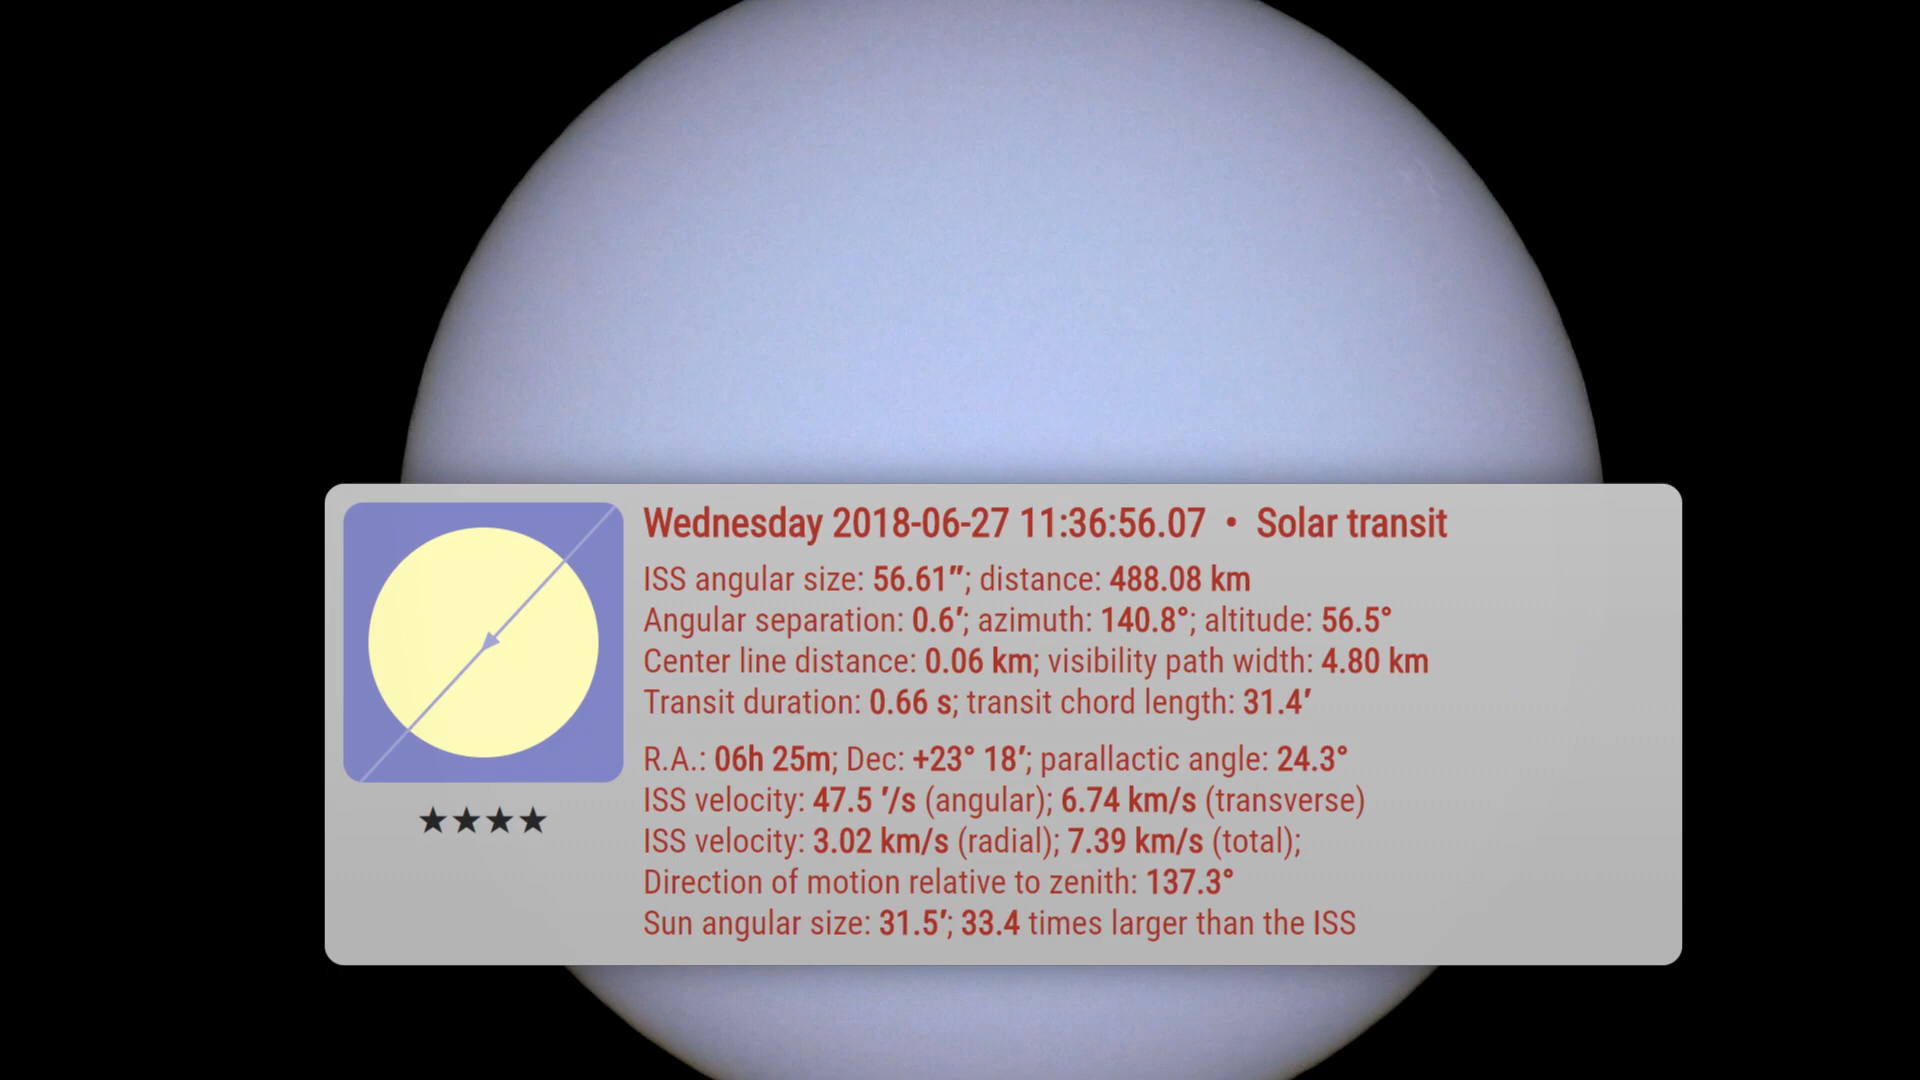 Wednesday 2018-06-27 11:36:56.07 • Solar transit
ISS angular size: 56.61″; distance: 488.08 km
Angular separation: 0.6′; azimuth: 140.8°; altitude: 56.5°
Center line distance: 0.06 km; visibility path width: 4.80 km
Transit duration: 0.66 s; transit chord length: 31.4′
R.A.: 06h 25m; Dec: +23° 18′; parallactic angle: 24.3°
ISS velocity: 47.5 ′/s (angular); 6.74 km/s (transverse)
ISS velocity: 3.02 km/s (radial); 7.39 km/s (total);
Direction of motion relative to zenith: 137.3°
Sun angular size: 31.5′; 33.4 times larger than the ISS